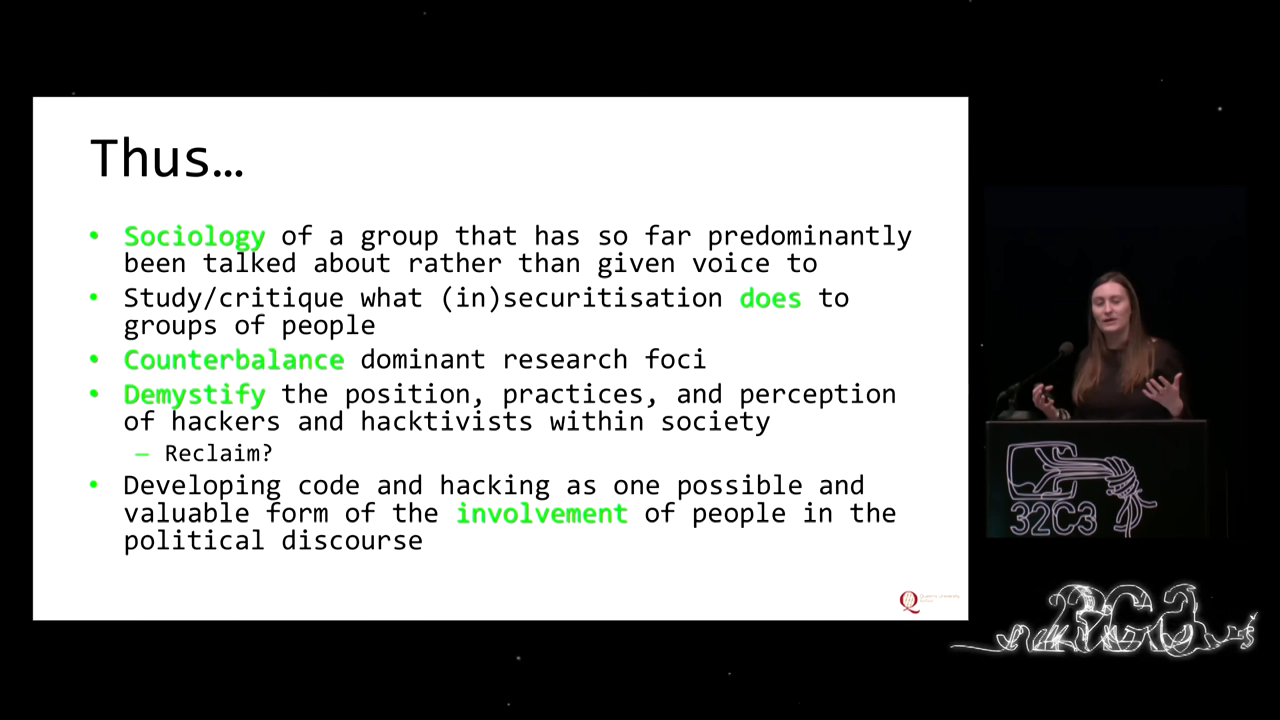 Thus…
• Sociology of a group that has so far predominantly
been talked about rather than given voice to
• Study/critique what (in)securitisation does to
groups of people
• Counterbalance dominant research foci
• Demystify the position, practices, and perception
of hackers and hacktivists within society
– Reclaim?
• Developing code and hacking as one possible and
valuable form of the involvement of people in the
political discourse
32C3
32C3